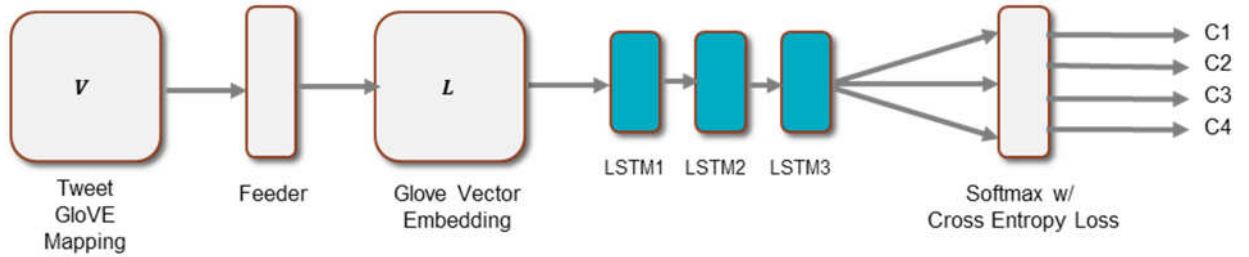 V
Tweet
GloVE
Mapping
Feeder
L
Glove Vector
Embedding
LSTM1
LSTM2
LSTM3
Softmax w/
Cross Entropy Loss
C1
C2
C3
C4